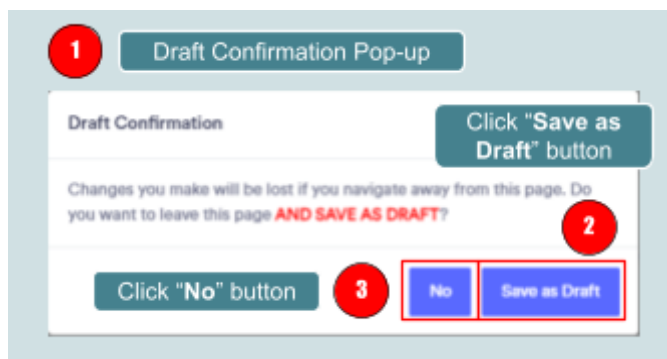 1
Draft Confirmation Pop-up
Draft Confirmation
Click “Save as
Draft” button
Changes you make will be lost if you navigate away from this page. Do
you want to leave this page AND SAVE AS DRAFT?
2
Click “No” button
3
No
Save as Draft